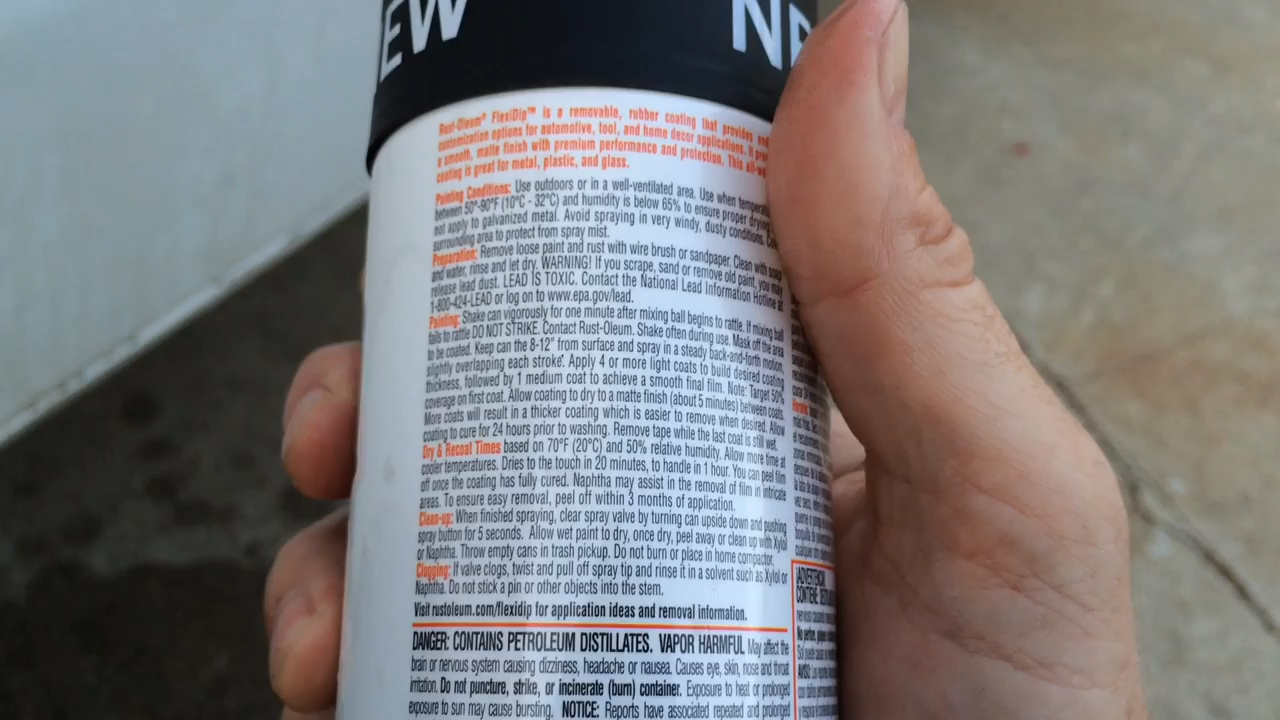 EW
NE
Rust-Oleum® FlexiDip™ is a removable, rubber coating that provides
customization options for automotive, tool, and home decor applications. It
a smooth, matte finish with premium performance and protection. This
coating is great for metal, plastic, and glass.
Painting Conditions: Use outdoors or in a well-ventilated area. Use when
between 50°-90°F (10°C - 32°C) and humidity is below 65% to ensure proper drying.
not apply to galvanized metal. Avoid spraying in very windy, dusty conditions.
surrounding area to protect from spray mist.
Preparation: Remove loose paint and rust with wire brush or sandpaper. Clean with soap
and water, rinse and let dry. WARNING! If you scrape, sand or remove old paint, you may
release lead dust. LEAD IS TOXIC. Contact the National Lead Information Hotline at
1-800-424-LEAD or log on to www.epa.gov/lead.
Painting: Shake can vigorously for one minute after mixing ball begins to rattle. If mixing ball
fails to rattle DO NOT STRIKE. Contact Rust-Oleum. Shake often during use. Mask off the area
to be coated. Keep can the 8-12" from surface and spray in a steady back-and-forth motion,
slightly overlapping each stroke. Apply 4 or more light coats to build desired coating
thickness, followed by 1 medium coat to achieve a smooth final film. Note: Target 50%
coverage on first coat. Allow coating to dry to a matte finish (about 5 minutes) between coats.
More coats will result in a thicker coating which is easier to remove when desired. Allow
coating to cure for 24 hours prior to washing. Remove tape while the last coat is still wet.
Dry & Recoat Times based on 70°F (20°C) and 50% relative humidity. Allow more time at
cooler temperatures. Dries to the touch in 20 minutes, to handle in 1 hour. You can peel film
off once the coating has fully cured. Naphtha may assist in the removal of film in intricate
areas. To ensure easy removal, peel off within 3 months of application.
Clean-up: When finished spraying, clear spray valve by turning can upside down and pushing
spray button for 5 seconds. Allow wet paint to dry, once dry, peel away or clean up with Xylol
or Naphtha. Throw empty cans in trash pickup. Do not burn or place in home compactor.
Clogging: If valve clogs, twist and pull off spray tip and rinse it in a solvent such as Xylol or
Naphtha. Do not stick a pin or other objects into the stem.
Visit rustoleum.com/flexidip for application ideas and removal information.
DANGER: CONTAINS PETROLEUM DISTILLATES. VAPOR HARMFUL May affect the
brain or nervous system causing dizziness, headache or nausea. Causes eye, skin, nose and throat
irritation. Do not puncture, strike, or incinerate (burn) container. Exposure to heat or prolonged
exposure to sun may cause bursting. NOTICE: Reports have associated repeated and prolonged